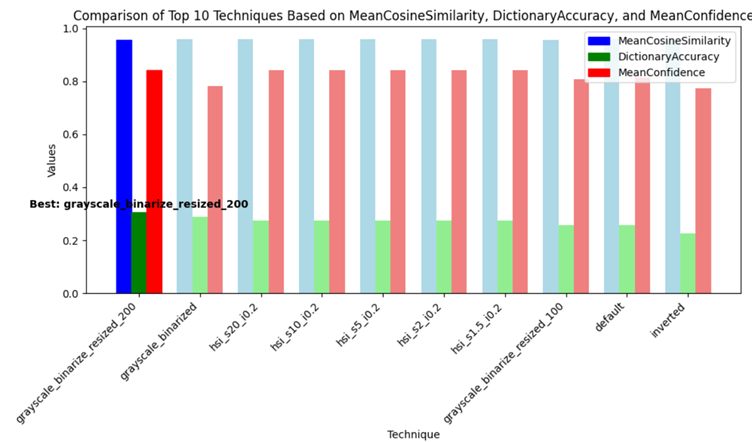 Comparison of Top 10 Techniques Based on MeanCosineSimilarity, DictionaryAccuracy, and MeanConfidence
MeanCosineSimilarity
DictionaryAccuracy
MeanConfidence
Values
1.0
0.8
0.6
0.4
0.2
0.0
Best: grayscale_binarize_resized_200
grayscale_binarize_resized_200
grayscale_binarized
hsi_s20_i0.2
hsi_s10_i0.2
hsi_s5_i0.2
hsi_s2_i0.2
hsi_s1.5_i0.2
grayscale_binarize_resized_100
default
inverted
Technique